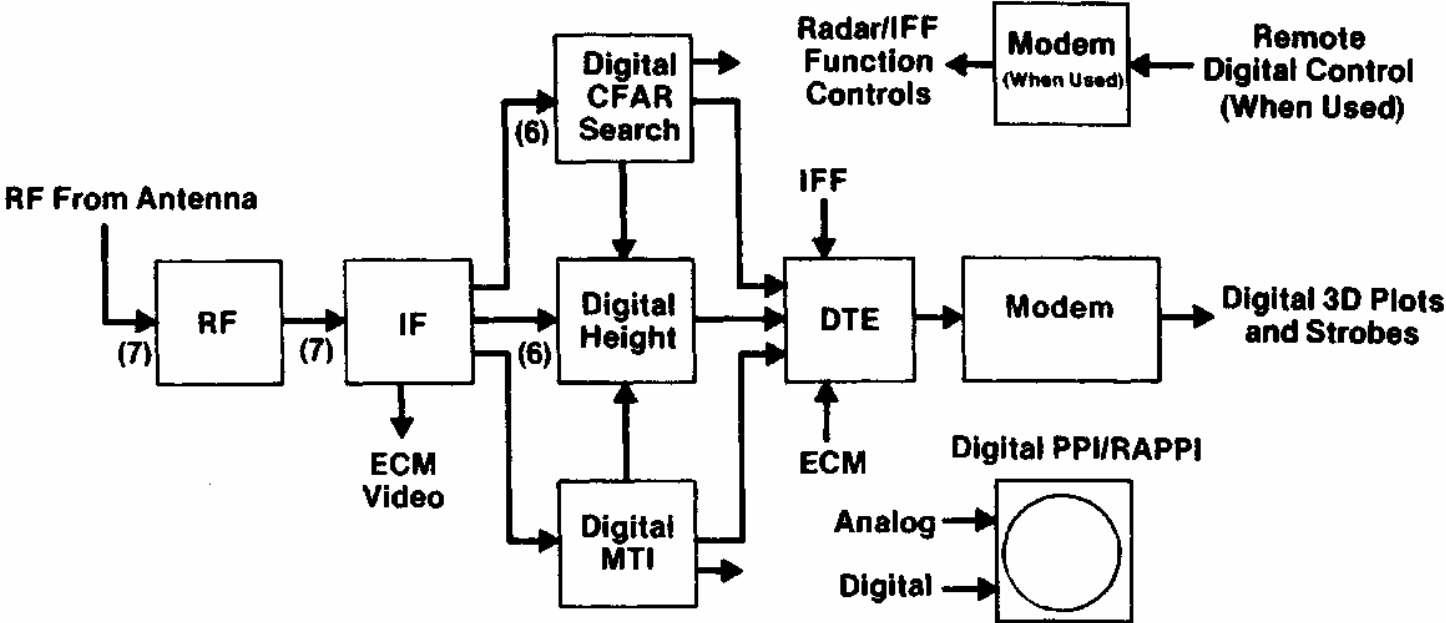 Radar/IFF
Function
Controls
Modem
(When Used)
Remote
Digital Control
(When Used)
Digital
CFAR
Search
(6)
RF From Antenna
IFF
RF
(7)
IF
(7)
Digital
Height
(6)
DTE
Modem
Digital 3D Plots
and Strobes
ECM
Video
ECM
Digital PPI/RAPPI
Digital
MTI
Analog
Digital